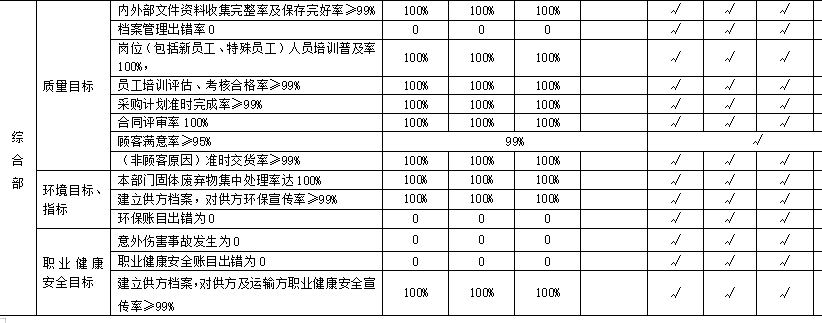 内外部文件资料收集完整率及保存完好率≥99% 100% 100% 100% √ √ √
档案管理出错率0 0 0 0 √ √ √
岗位（包括新员工、特殊员工）人员培训普及率
100%， 100% 100% 100% √ √ √
质量目标
员工培训评估、考核合格率≥99% 100% 100% 100% √ √ √
采购计划准时完成率≥99% 100% 100% 100% √ √ √
合同评审率100% 100% 100% 100% √ √ √
综
合
部
顾客满意率≥95% 99% √
（非顾客原因）准时交货率≥99% 100% 100% 100% √ √ √
环境目标、
指标
本部门固体废弃物集中处理率达100% 100% 100% 100% √ √ √
建立供方档案，对供方环保宣传率≥99% 100% 100% 100% √ √ √
环保账目出错为0 0 0 0 √ √ √
职业健康
安全目标
意外伤害事故发生为0 0 0 0 √ √ √
职业健康安全账目出错为0 0 0 0 √ √ √
建立供方档案，对供方及运输方职业健康安全宣
传率≥99% 100% 100% 100% √ √ √